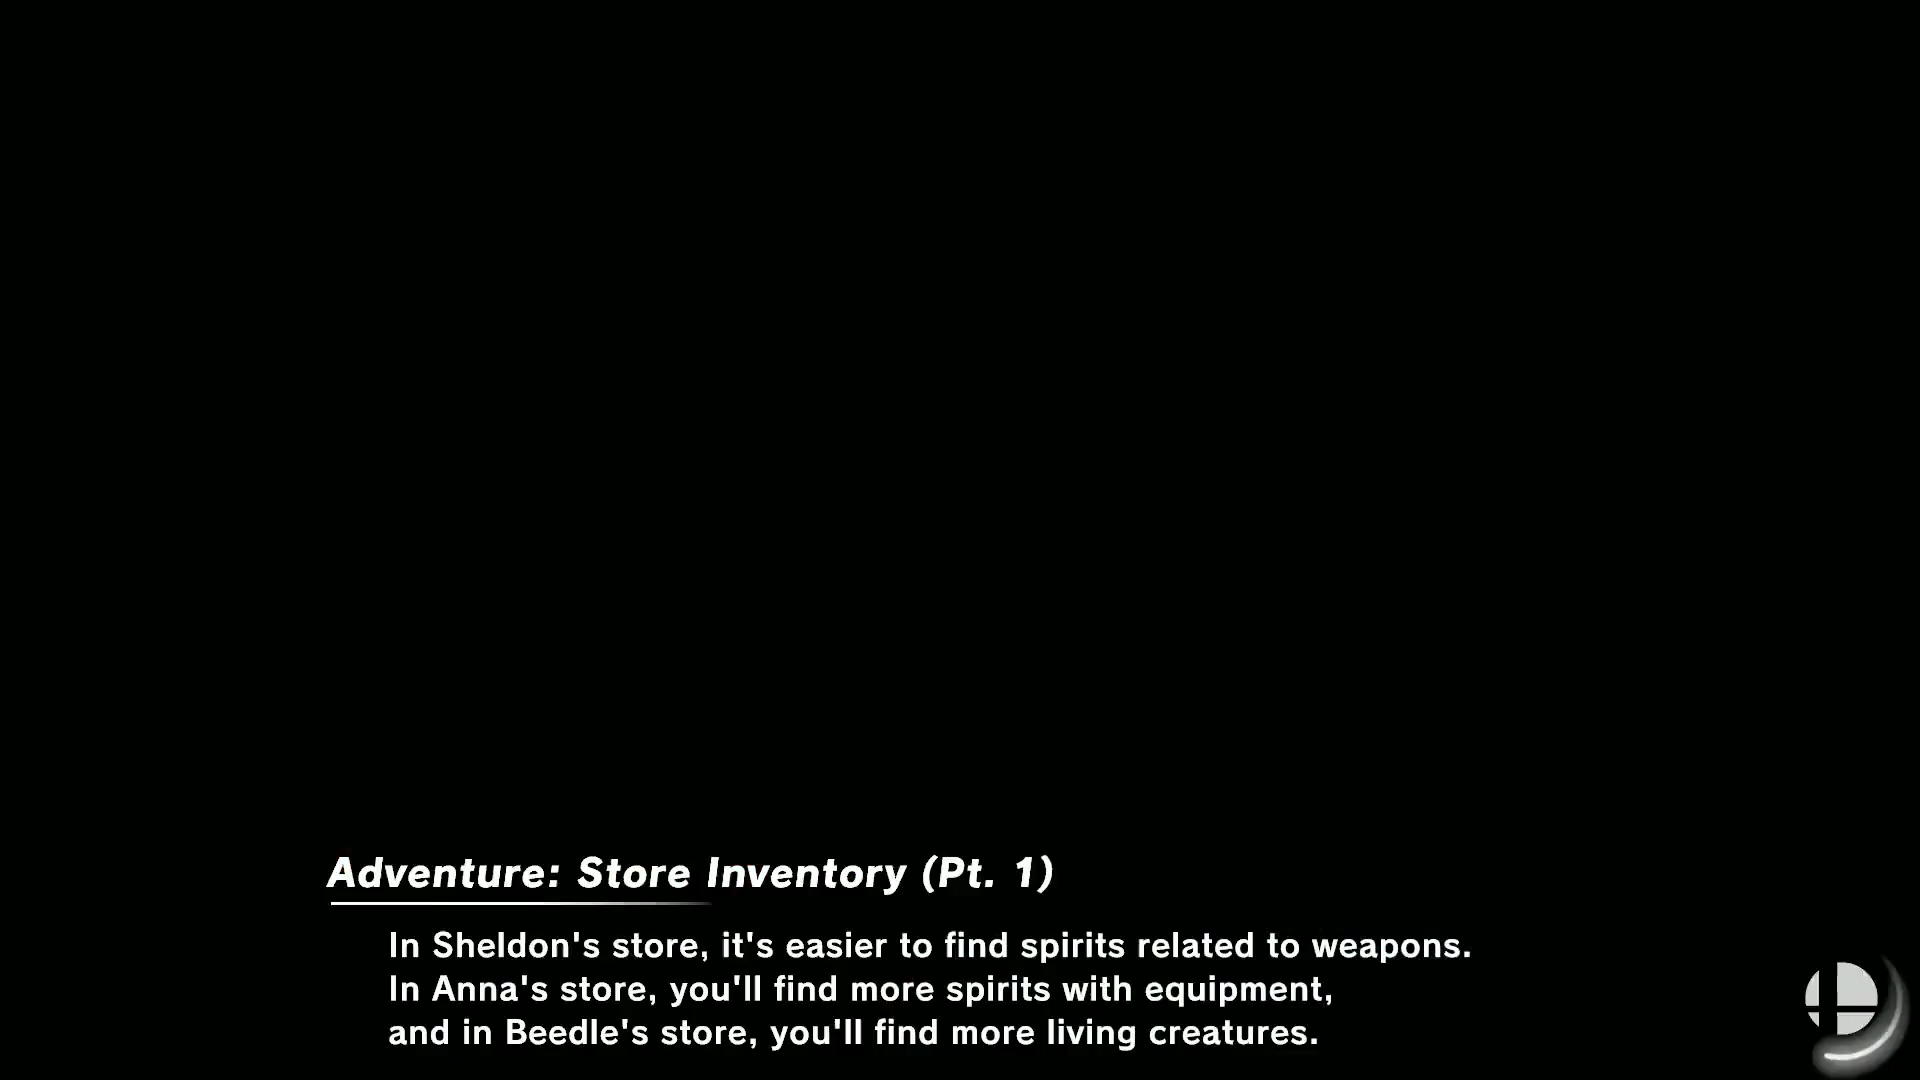 Adventure: Store Inventory (Pt. 1)
In Sheldon's store, it's easier to find spirits related to weapons.
In Anna's store, you'll find more spirits with equipment,
and in Beedle's store, you'll find more living creatures.